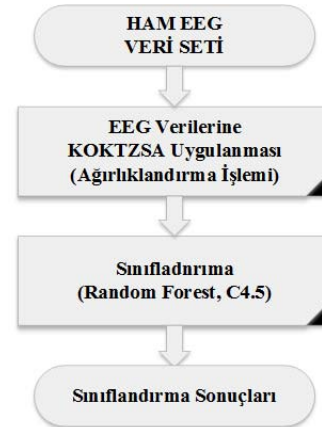 HAM EEG
VERİ SETİ
EEG Verilerine
KOKTZSA Uygulanması
(Ağırlıklandırma İşlemi)
Sınıfladnrıma
(Random Forest, C4.5)
Sınıflandırma Sonuçları